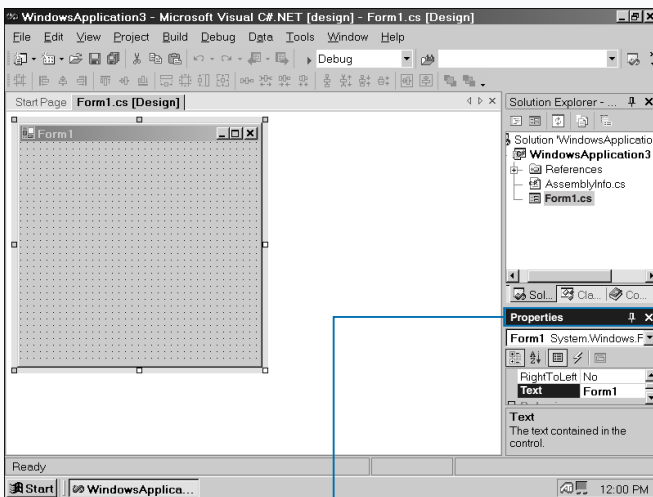 WindowsApplication3 - Microsoft Visual C#.NET [design] - Form1.cs [Design]
File Edit View Project Build Debug Data Tools Window Help
Debug
Start Page Form1.cs [Design]
Form1
Solution Explorer - ...
Solution 'WindowsApplicatio
WindowsApplication3
References
AssemblyInfo.cs
Form1.cs
Sol... Cla... Co...
Properties
Form1 System.Windows.F
RightToLeft No
Text Form1
Text
The text contained in the
control.
Ready
Start WindowsApplica... 12:00 PM